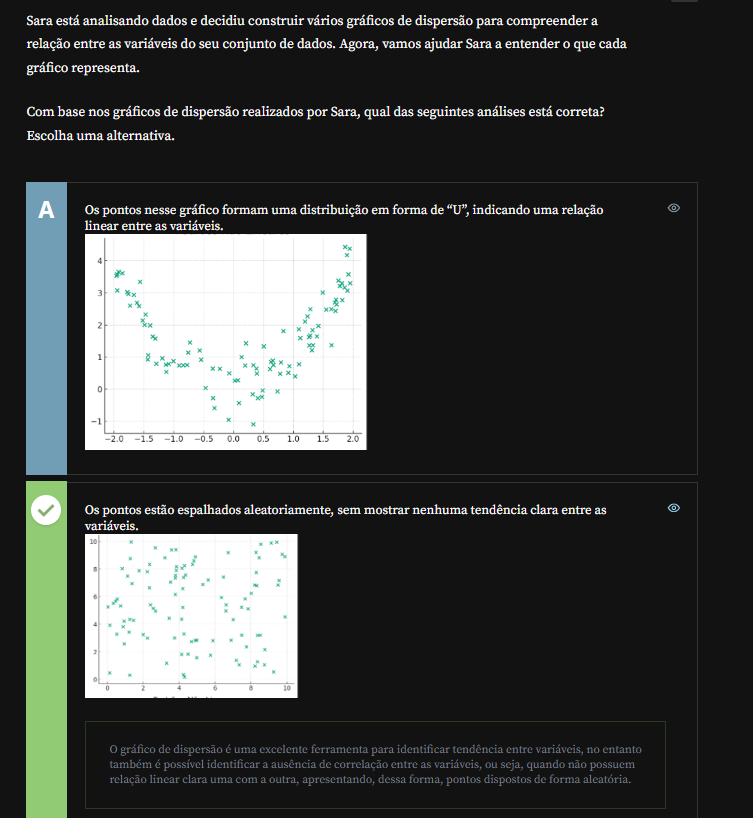 Sara está analisando dados e decidiu construir vários gráficos de dispersão para compreender a
relação entre as variáveis do seu conjunto de dados. Agora, vamos ajudar Sara a entender o que cada
gráfico representa.
Com base nos gráficos de dispersão realizados por Sara, qual das seguintes análises está correta?
Escolha uma alternativa.
A
Os pontos nesse gráfico formam uma distribuição em forma de “U”, indicando uma relação
linear entre as variáveis.
4
3
2
1
0
−1
−2.0 −1.5 −1.0 −0.5 0.0 0.5 1.0 1.5 2.0
Os pontos estão espalhados aleatoriamente, sem mostrar nenhuma tendência clara entre as
variáveis.
10
8
6
4
2
0
0 2 4 6 8 10
O gráfico de dispersão é uma excelente ferramenta para identificar tendência entre variáveis, no entanto
também é possível identificar a ausência de correlação entre as variáveis, ou seja, quando não possuem
relação linear clara uma com a outra, apresentando, dessa forma, pontos dispostos de forma aleatória.